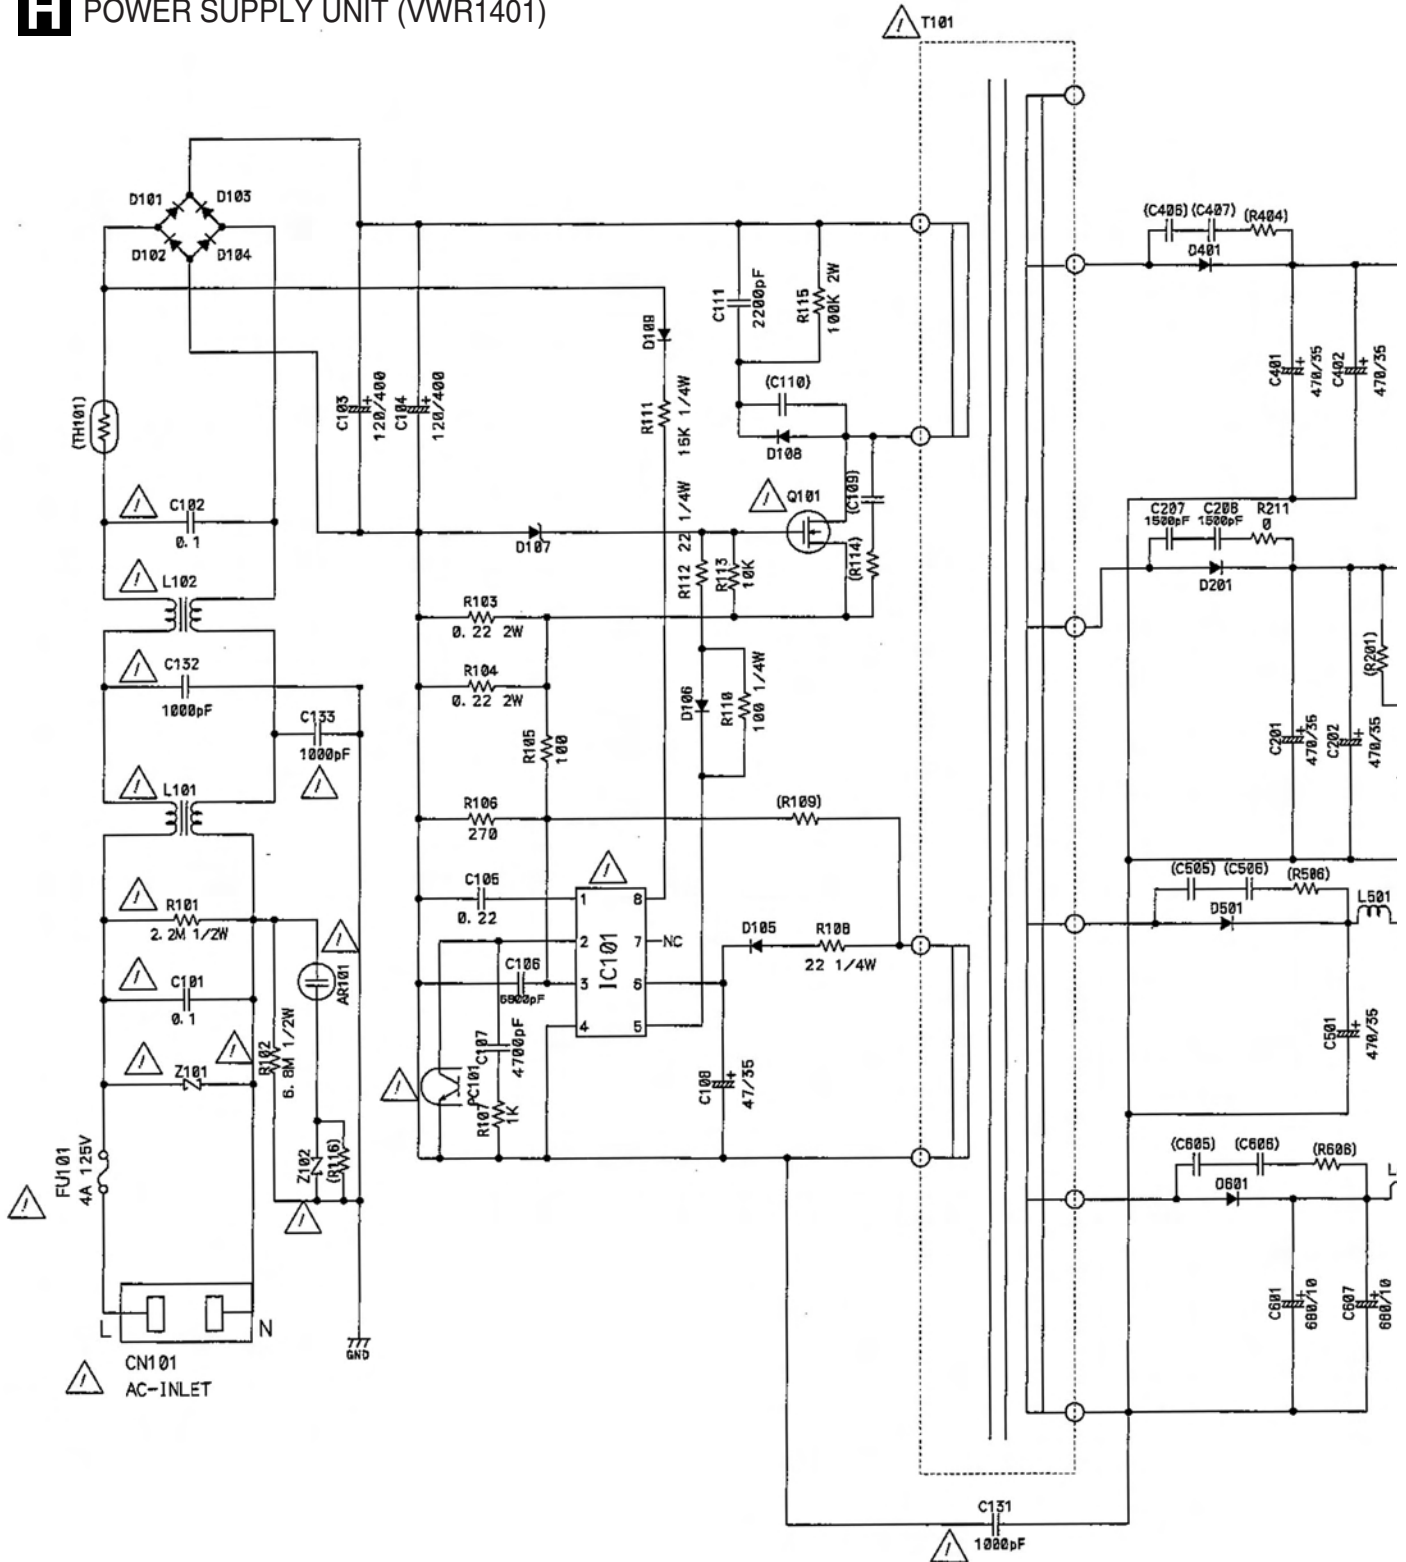 H POWER SUPPLY UNIT (VWR1401)
T101
D101
D103
D102
D104
(TH101)
C102
0.1
L102
C132
1000pF
C133
1000pF
L101
R101
2.2M 1/2W
C101
0.1
Z101
R102
6.8M 1/2W
AR101
Z102
(R116)
FU101
4A 125V
L
N
CN101
AC-INLET
GND
C103
120/400
C104
120/400
D109
R111
15K 1/4W
C111
2200pF
R115
100K 2W
(C110)
D108
Q101
(C109)
(R114)
D107
R112
22 1/4W
R113
10K
R103
0.22 2W
R104
0.22 2W
R105
100
D106
R110
100 1/4W
R106
270
(R109)
C105
0.22
IC101
1
2
3
4
8
7
6
5
NC
C106
6800pF
C107
4700pF
PC101
R107
1K
D105
R108
22 1/4W
C108
47/35
C131
1000pF
(C406)
(C407)
(R404)
D401
C401
470/35
C402
470/35
C207
1500pF
C208
1500pF
R211
0
D201
(R201)
C201
470/35
C202
470/35
(C505)
(C506)
(R506)
D501
L501
C501
470/35
(C605)
(C606)
(R606)
D601
L
C601
680/10
C607
680/10